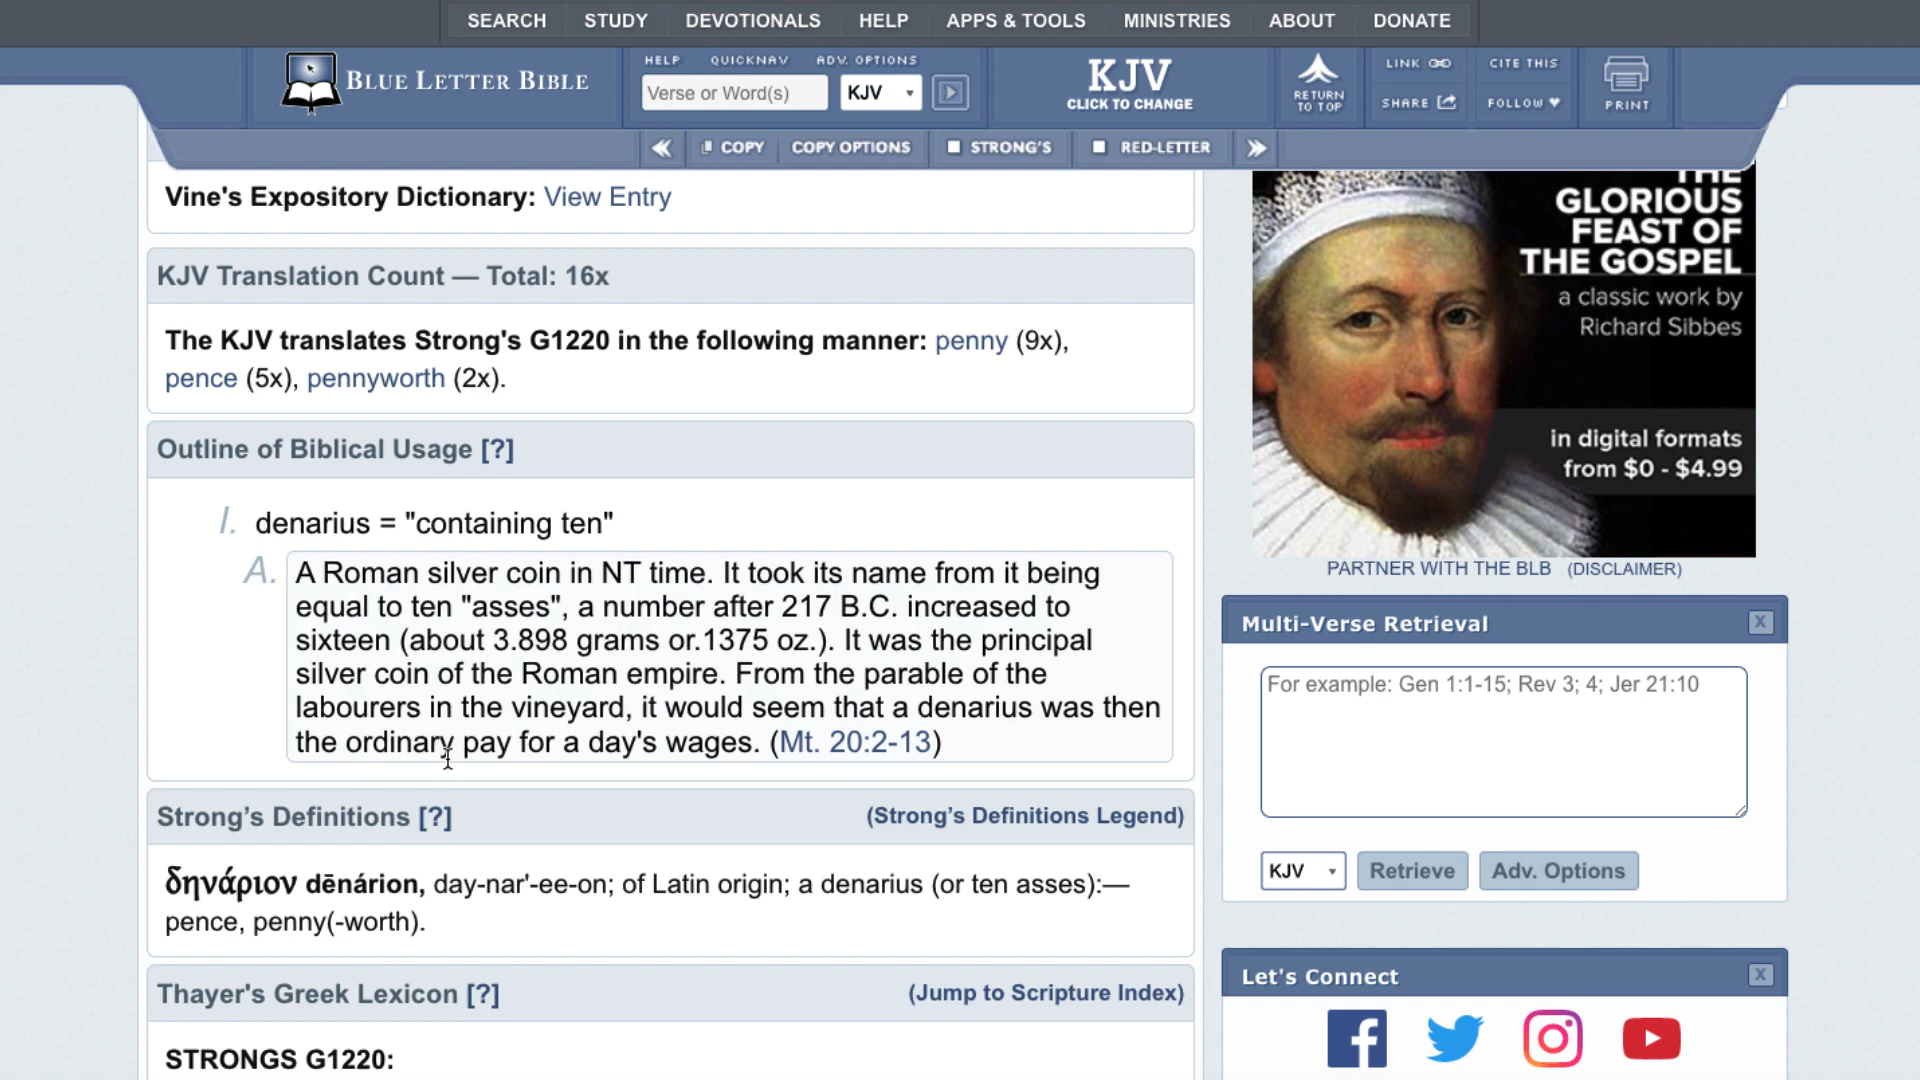 SEARCH STUDY DEVOTIONALS HELP APPS & TOOLS MINISTRIES ABOUT DONATE
BLUE LETTER BIBLE
HELP QUICKNAV ADV. OPTIONS
Verse or Word(s)
KJV
KJV
CLICK TO CHANGE
RETURN
TO TOP
LINK
CITE THIS
SHARE
FOLLOW
PRINT
COPY COPY OPTIONS STRONG'S RED-LETTER
Vine's Expository Dictionary: View Entry
KJV Translation Count — Total: 16x
The KJV translates Strong's G1220 in the following manner: penny (9x),
pence (5x), pennyworth (2x).
Outline of Biblical Usage [?]
I. denarius = "containing ten"
A. A Roman silver coin in NT time. It took its name from it being
equal to ten "asses", a number after 217 B.C. increased to
sixteen (about 3.898 grams or.1375 oz.). It was the principal
silver coin of the Roman empire. From the parable of the
labourers in the vineyard, it would seem that a denarius was then
the ordinary pay for a day's wages. (Mt. 20:2-13)
Strong’s Definitions [?]
(Strong’s Definitions Legend)
δηνάριον dēnárion, day-nar'-ee-on; of Latin origin; a denarius (or ten asses):—
pence, penny(-worth).
Thayer's Greek Lexicon [?]
(Jump to Scripture Index)
STRONGS G1220:
THE
GLORIOUS
FEAST OF
THE GOSPEL
a classic work by
Richard Sibbes
in digital formats
from $0 - $4.99
PARTNER WITH THE BLB (DISCLAIMER)
Multi-Verse Retrieval
X
For example: Gen 1:1-15; Rev 3; 4; Jer 21:10
KJV
Retrieve
Adv. Options
Let's Connect
X